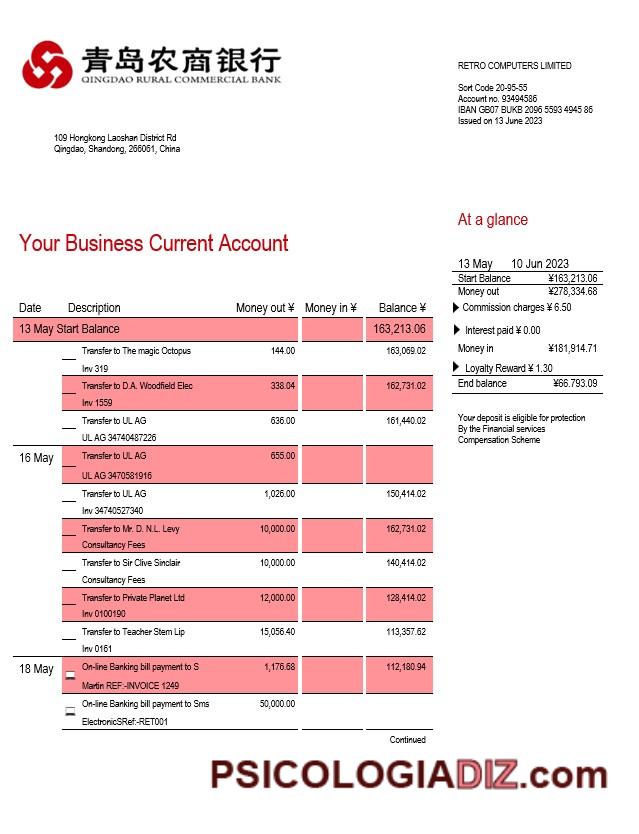 青岛农商银行
QINGDAO RURAL COMMERCIAL BANK
RETRO COMPUTERS LIMITED
Sort Code 20-95-55
Account no. 93494586
IBAN GB07 BUKB 2096 5593 4945 86
Issued on 13 June 2023
109 Hongkong Laoshan District Rd
Qingdao, Shandong, 266061, China
At a glance
13 May 10 Jun 2023
Start Balance ¥163,213.06
Money out ¥278,334.68
Commission charges ¥ 6.50
Interest paid ¥ 0.00
Money in ¥181,914.71
Loyalty Reward ¥ 1.30
End balance ¥66.793.09
Your deposit is eligible for protection
By the Financial services
Compensation Scheme
Your Business Current Account
Date Description Money out ¥ Money in ¥ Balance ¥
13 May Start Balance 163,213.06
Transfer to The magic Octopus 144.00 163,069.02
Inv 319
Transfer to D.A. Woodfield Elec 338.04 162,731.02
Inv 1559
Transfer to UL AG 636.00 161,440.02
UL AG 34740487226
16 May Transfer to UL AG 655.00
UL AG 3470581916
Transfer to UL AG 1,026.00 150,414.02
Inv 34740527340
Transfer to Mr. D. N.L. Levy 10,000.00 162,731.02
Consultancy Fees
Transfer to Sir Clive Sinclair 10,000.00 140,414.02
Consultancy Fees
Transfer to Private Planet Ltd 12,000.00 128,414.02
Inv 0100190
Transfer to Teacher Stem Lip 15,056.40 113,357.62
Inv 0161
18 May On-line Banking bill payment to S 1,176.68 112,180.94
Martin REF:-INVOICE 1249
On-line Banking bill payment to Sms 50,000.00
ElectronicSRef:-RET001
Continued
PSICOLOGIADIZ.com